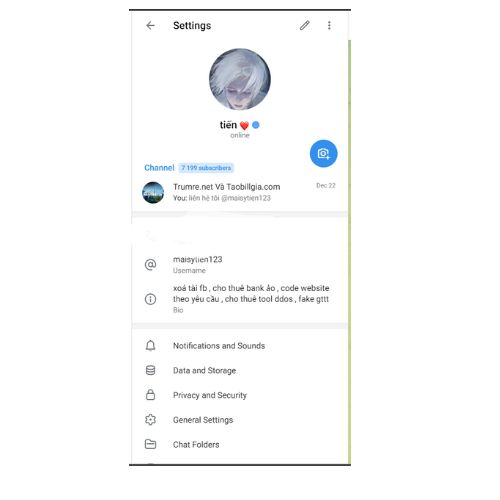 Settings
tiến ❤️
online
Channel 7 199 subscribers
Trumre.net Và Taobillgia.com Dec 22
You: liên hệ tôi @maisytien123
maisytien123
Username
xoá tài fb , cho thuê bank ảo , code website
theo yêu cầu , cho thuê tool ddos , fake gttt
Bio
Notifications and Sounds
Data and Storage
Privacy and Security
General Settings
Chat Folders